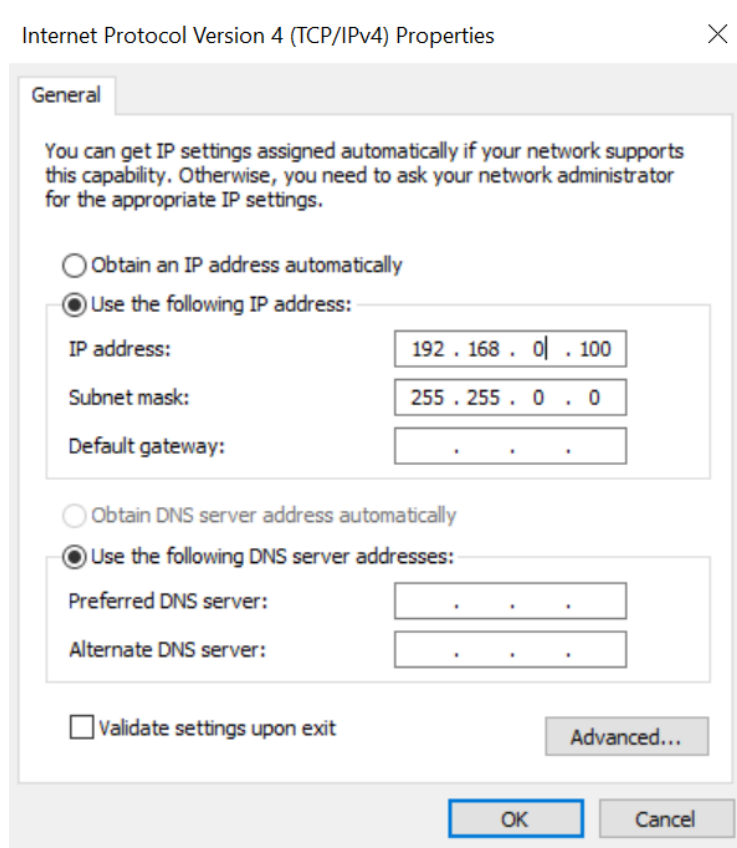 Internet Protocol Version 4 (TCP/IPv4) Properties
General
You can get IP settings assigned automatically if your network supports
this capability. Otherwise, you need to ask your network administrator
for the appropriate IP settings.
Obtain an IP address automatically
Use the following IP address:
IP address: 192 . 168 . 0 . 100
Subnet mask: 255 . 255 . 0 . 0
Default gateway: . . .
Obtain DNS server address automatically
Use the following DNS server addresses:
Preferred DNS server: . . .
Alternate DNS server: . . .
Validate settings upon exit
Advanced...
OK Cancel